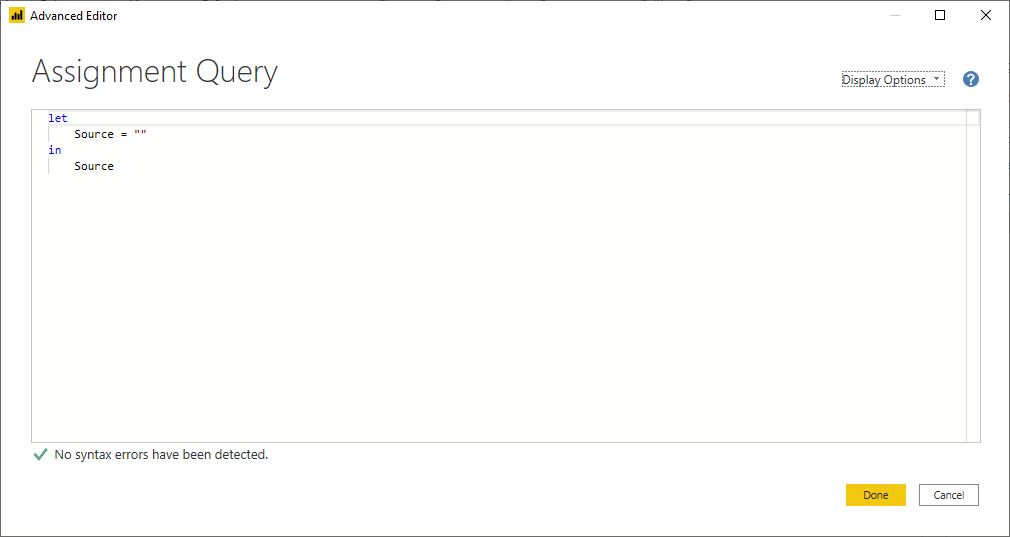 Advanced Editor
Assignment Query
Display Options
?
let
    Source = ""
in
    Source
No syntax errors have been detected.
Done
Cancel